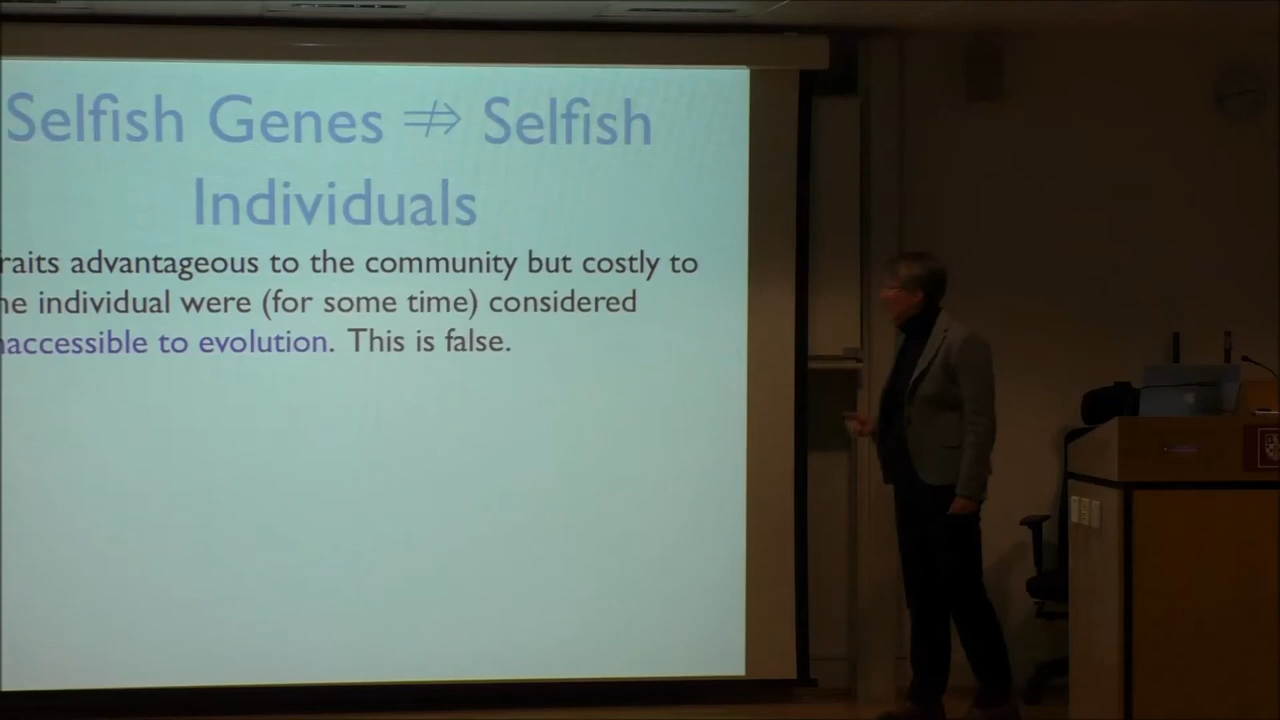 Selfish Genes ⇏ Selfish
Individuals
raits advantageous to the community but costly to
he individual were (for some time) considered
naccessible to evolution. This is false.